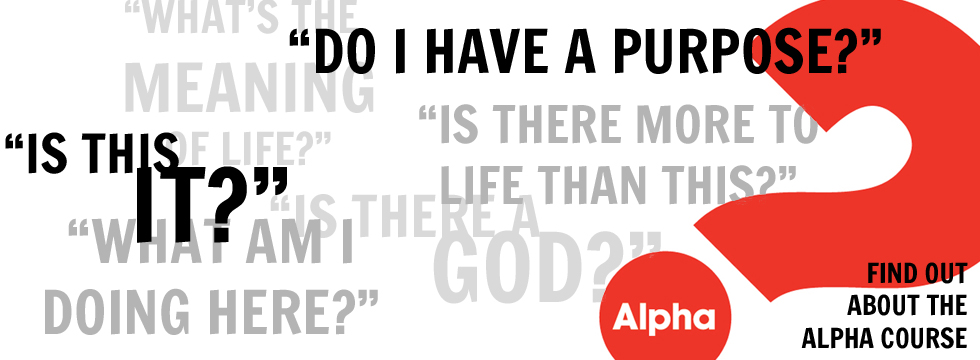 “WHAT’S THE
MEANING
OF LIFE?”
“DO I HAVE A PURPOSE?”
“IS THERE MORE TO
LIFE THAN THIS?”
“IS THIS
IT?”
“IS THERE A
GOD?”
“WHAT AM I
DOING HERE?”
Alpha
FIND OUT
ABOUT THE
ALPHA COURSE